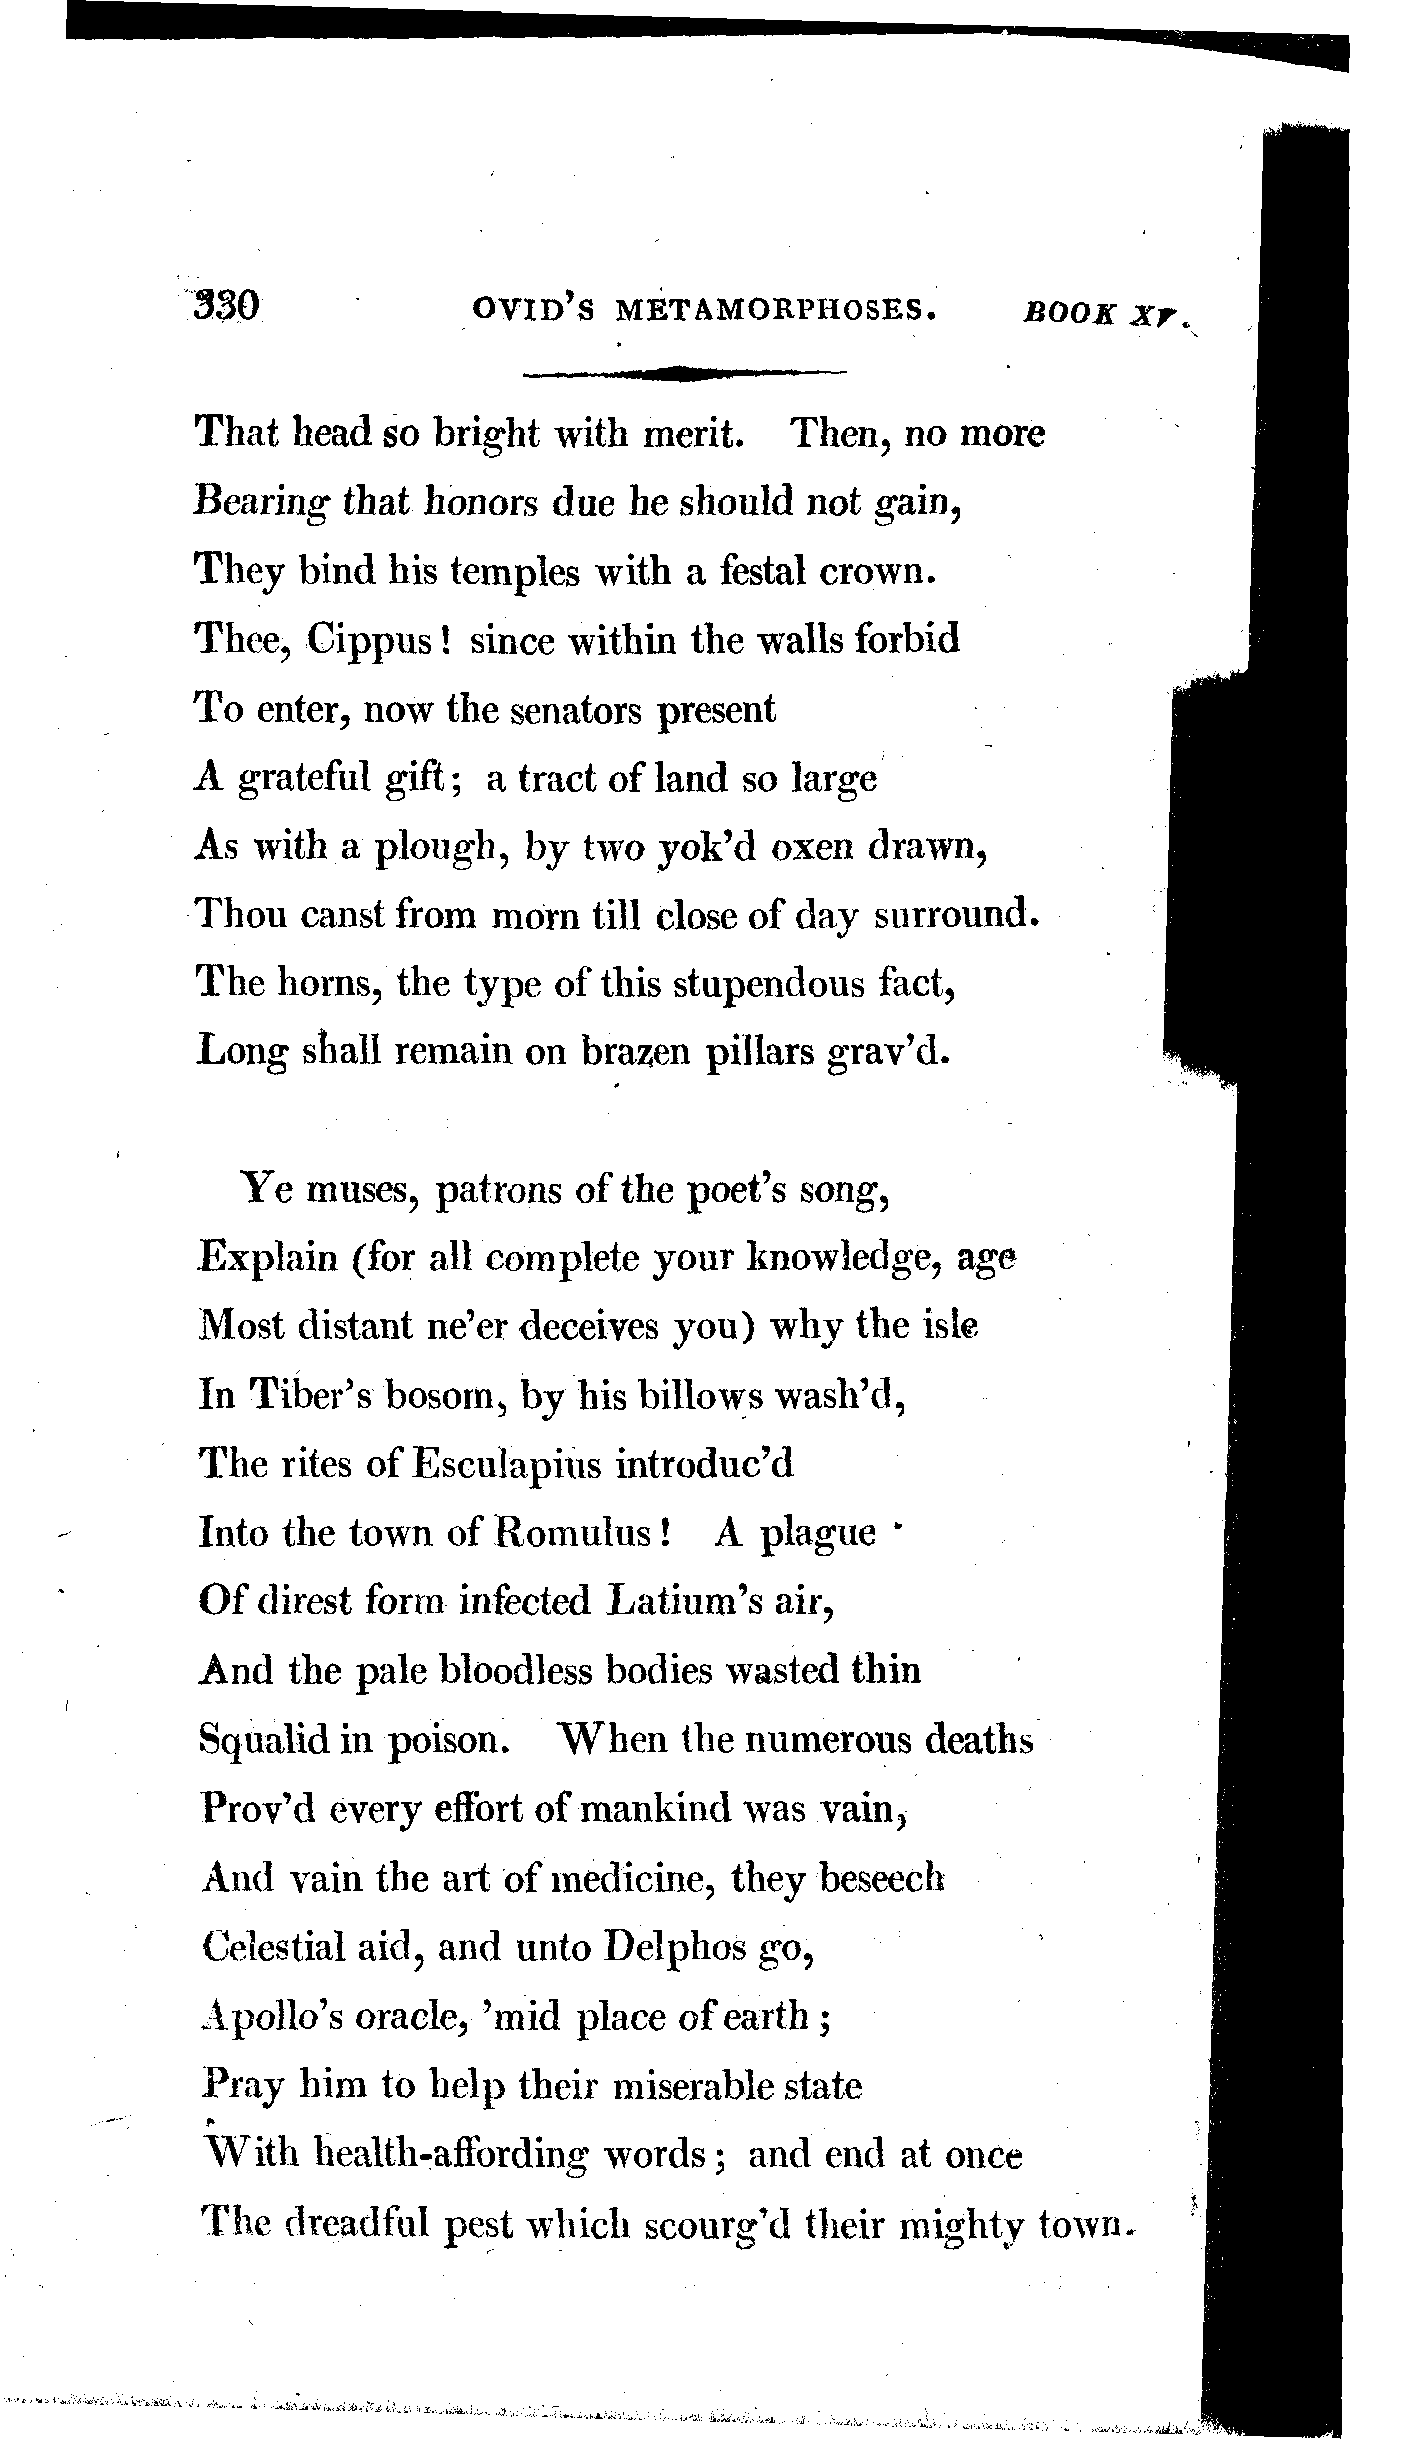 330 OVID'S METAMORPHOSES. BOOK XV.
That head so bright with merit. Then, no more
Bearing that honors due he should not gain,
They bind his temples with a festal crown.
Thee, Cippus! since within the walls forbid
To enter, now the senators present
A grateful gift; a tract of land so large
As with a plough, by two yok'd oxen drawn,
Thou canst from morn till close of day surround.
The horns, the type of this stupendous fact,
Long shall remain on brazen pillars grav'd.
Ye muses, patrons of the poet's song,
Explain (for all complete your knowledge, age
Most distant ne'er deceives you) why the isle
In Tiber's bosom, by his billows wash'd,
The rites of Esculapius introduc'd
Into the town of Romulus! A plague
Of direst form infected Latium's air,
And the pale bloodless bodies wasted thin
Squalid in poison. When the numerous deaths
Prov'd every effort of mankind was vain,
And vain the art of medicine, they beseech
Celestial aid, and unto Delphos go,
Apollo's oracle, 'mid place of earth;
Pray him to help their miserable state
With health-affording words; and end at once
The dreadful pest which scourg'd their mighty town.